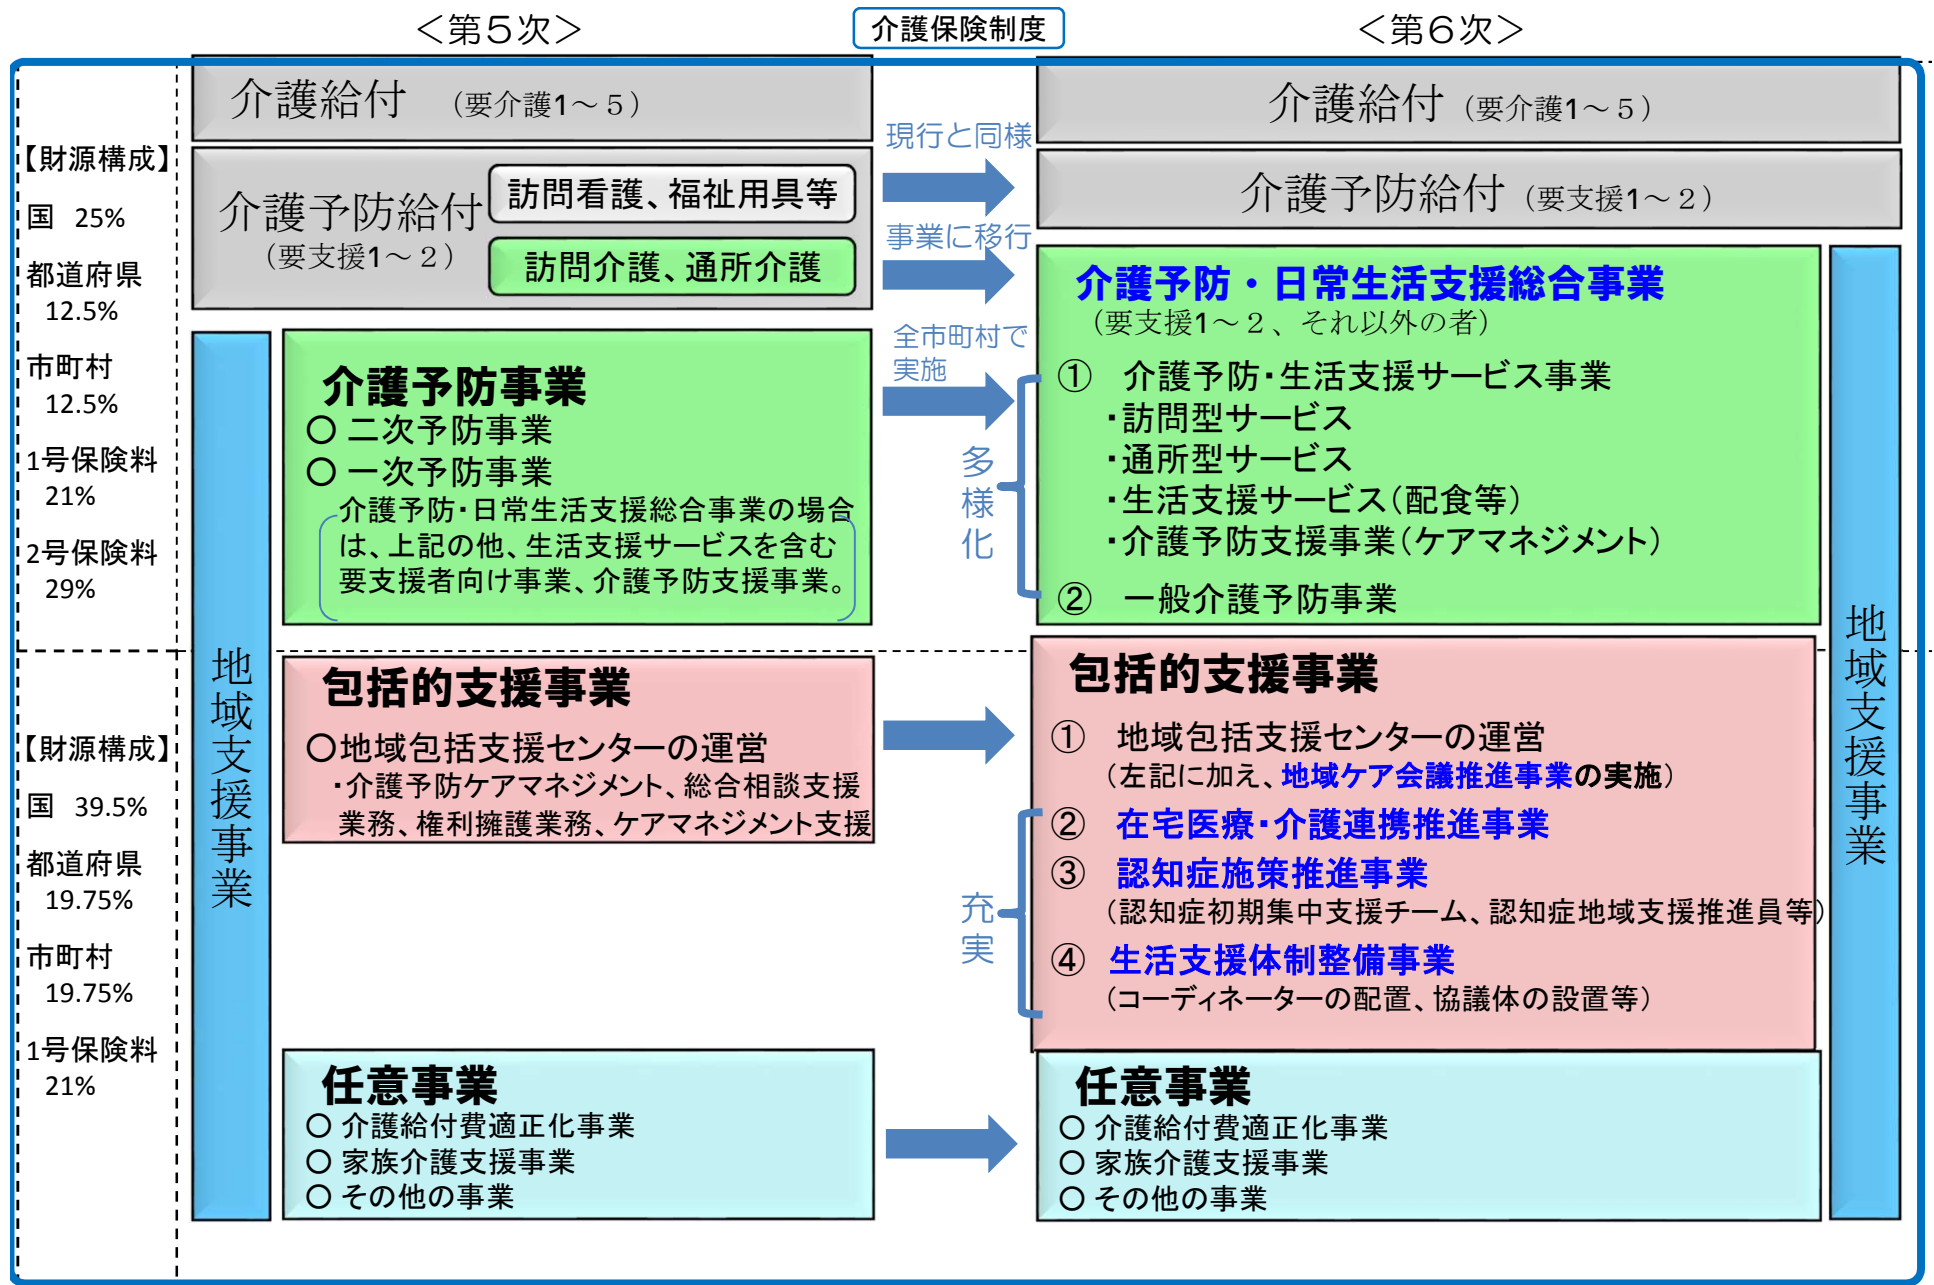 ＜第５次＞
介護保険制度
＜第６次＞
【財源構成】
国 25%
都道府県
12.5%
市町村
12.5%
1号保険料
21%
2号保険料
29%
【財源構成】
国 39.5%
都道府県
19.75%
市町村
19.75%
1号保険料
21%
介護給付 （要介護1～５）
介護予防給付
（要支援1～２）
訪問看護、福祉用具等
訪問介護、通所介護
地域支援事業
介護予防事業
○ 二次予防事業
○ 一次予防事業
介護予防・日常生活支援総合事業の場合
は、上記の他、生活支援サービスを含む
要支援者向け事業、介護予防支援事業。
包括的支援事業
○地域包括支援センターの運営
・介護予防ケアマネジメント、総合相談支援
業務、権利擁護業務、ケアマネジメント支援
任意事業
○ 介護給付費適正化事業
○ 家族介護支援事業
○ その他の事業
現行と同様
事業に移行
全市町村で
実施
多様化
充実
介護給付 （要介護1～５）
介護予防給付 （要支援1～２）
介護予防・日常生活支援総合事業
（要支援1～２、それ以外の者）
① 介護予防・生活支援サービス事業
・訪問型サービス
・通所型サービス
・生活支援サービス（配食等）
・介護予防支援事業（ケアマネジメント）
② 一般介護予防事業
包括的支援事業
① 地域包括支援センターの運営
（左記に加え、地域ケア会議推進事業の実施）
② 在宅医療・介護連携推進事業
③ 認知症施策推進事業
（認知症初期集中支援チーム、認知症地域支援推進員等）
④ 生活支援体制整備事業
（コーディネーターの配置、協議体の設置等）
任意事業
○ 介護給付費適正化事業
○ 家族介護支援事業
○ その他の事業
地域支援事業